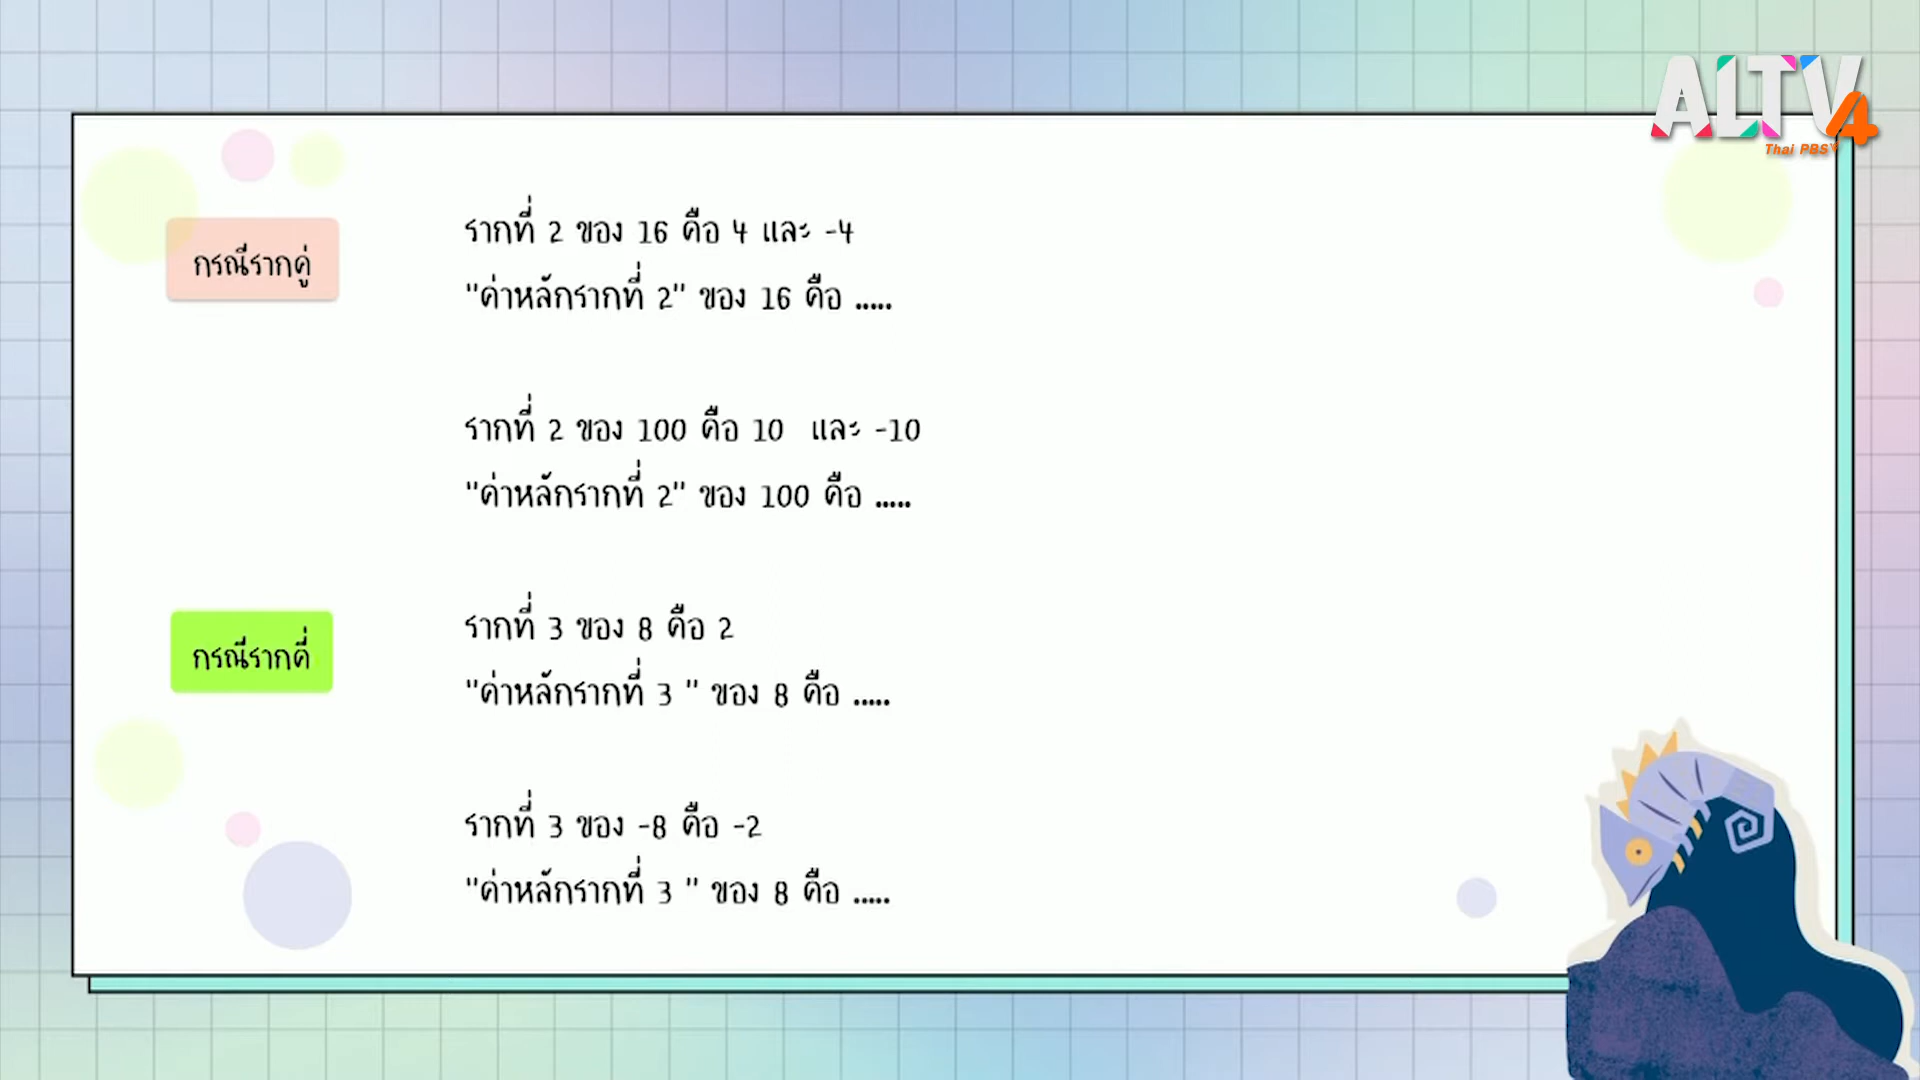 ALTV4
Thai PBS
กรณีรากคู่
รากที่ 2 ของ 16 คือ 4 และ -4
"ค่าหลักรากที่ 2" ของ 16 คือ .....
รากที่ 2 ของ 100 คือ 10 และ -10
"ค่าหลักรากที่ 2" ของ 100 คือ .....
กรณีรากคี่
รากที่ 3 ของ 8 คือ 2
"ค่าหลักรากที่ 3 " ของ 8 คือ .....
รากที่ 3 ของ -8 คือ -2
"ค่าหลักรากที่ 3 " ของ 8 คือ .....